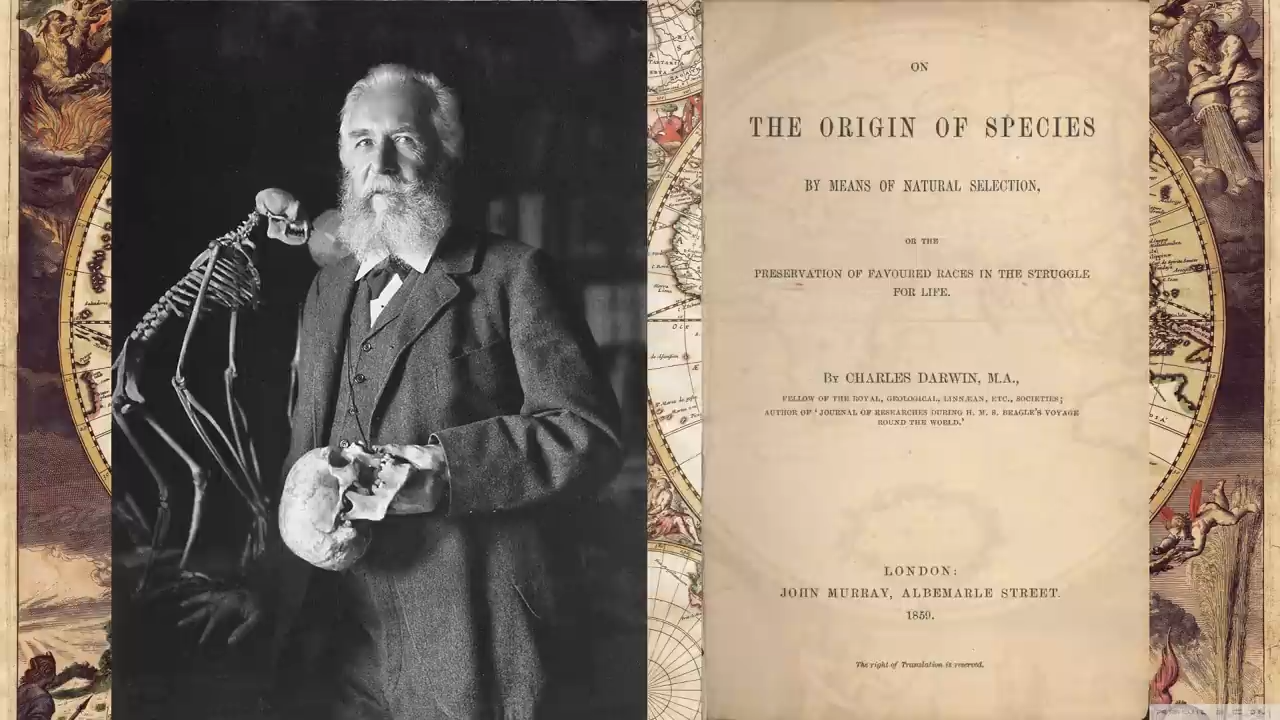 ON
THE ORIGIN OF SPECIES
BY MEANS OF NATURAL SELECTION,
OR THE
PRESERVATION OF FAVOURED RACES IN THE STRUGGLE
FOR LIFE.
BY CHARLES DARWIN, M.A.,
FELLOW OF THE ROYAL, GEOLOGICAL, LINNÆAN, ETC., SOCIETIES;
AUTHOR OF 'JOURNAL OF RESEARCHES DURING H. M. S. BEAGLE'S VOYAGE
ROUND THE WORLD.'
LONDON:
JOHN MURRAY, ALBEMARLE STREET.
1859.
The right of Translation is reserved.